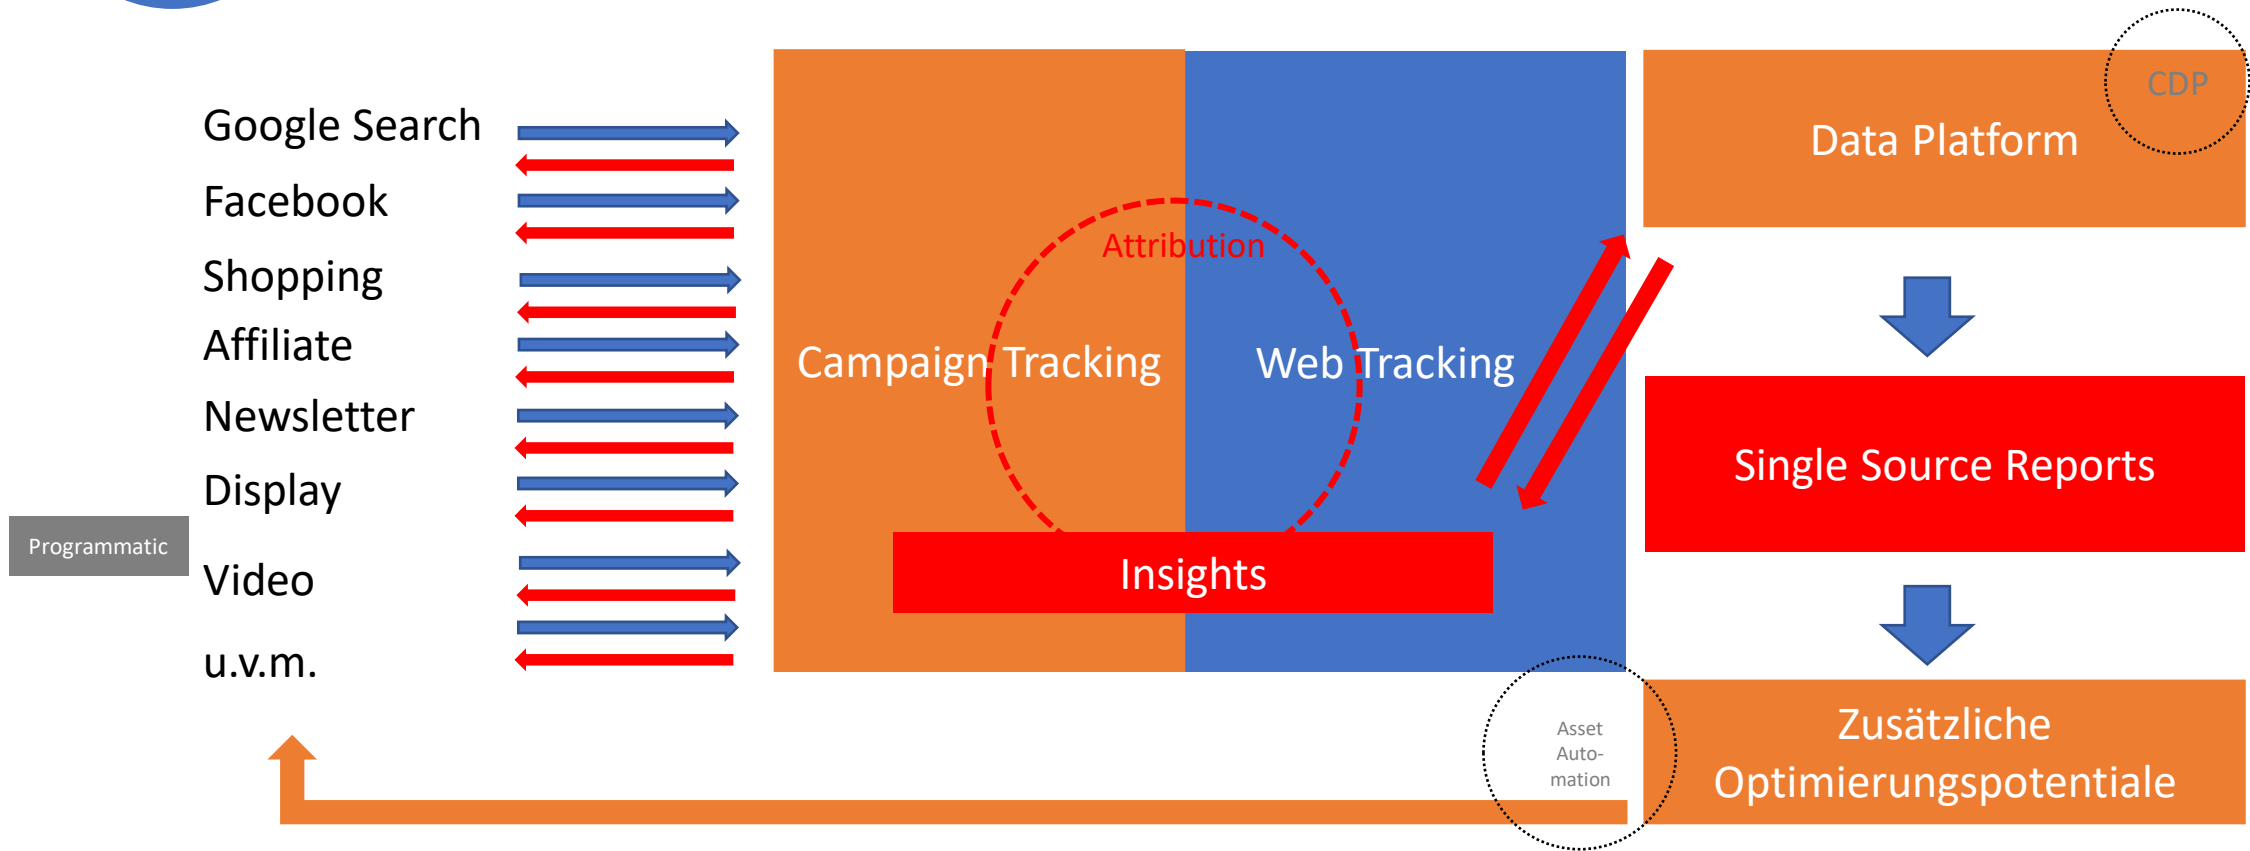 Google Search
Facebook
Shopping
Affiliate
Newsletter
Display
Programmatic
Video
u.v.m.
Attribution
Campaign Tracking
Web Tracking
Insights
CDP
Data Platform
Single Source Reports
Asset
Auto-
mation
Zusätzliche
Optimierungspotentiale